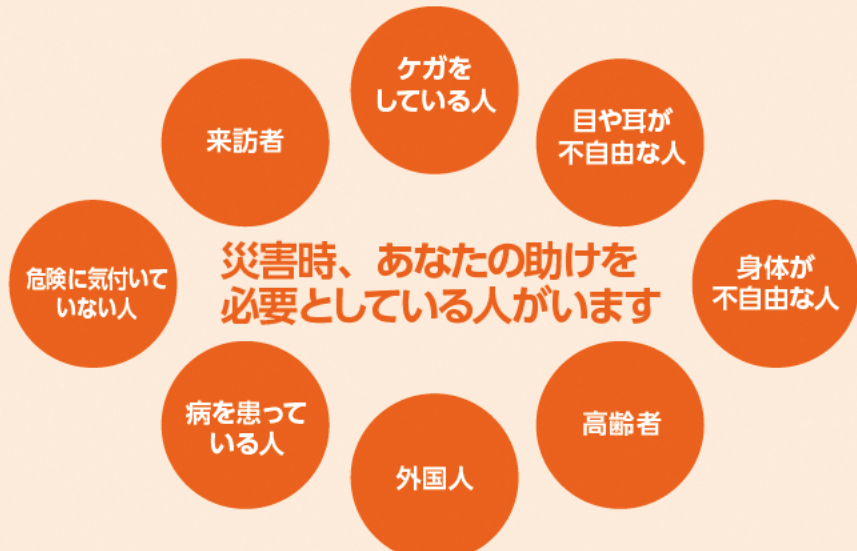 災害時、あなたの助けを
必要としている人がいます
ケガを
している人
目や耳が
不自由な人
身体が
不自由な人
高齢者
外国人
病を患って
いる人
危険に気付いて
いない人
来訪者